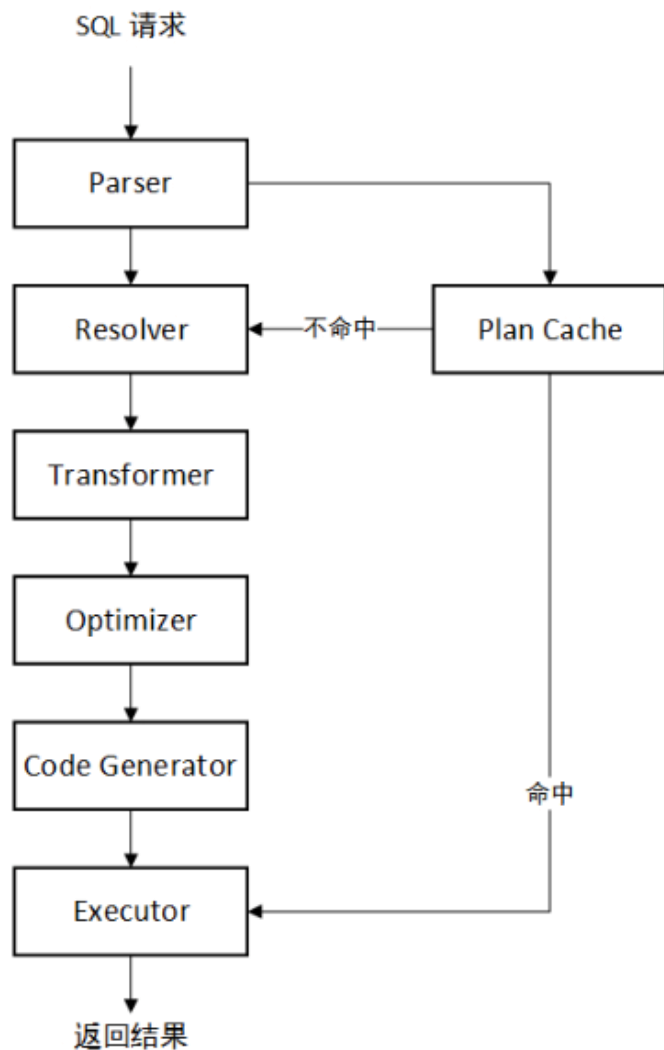 SQL 请求
Parser
Resolver
不命中
Plan Cache
Transformer
Optimizer
Code Generator
命中
Executor
返回结果